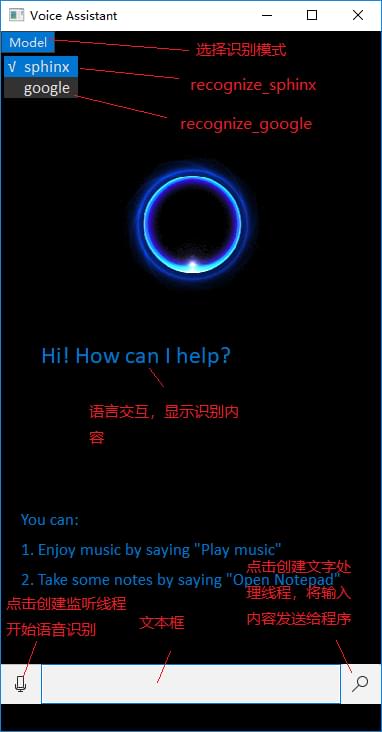 Voice Assistant
Model
选择识别模式
√ sphinx
recognize_sphinx
google
recognize_google
Hi! How can I help?
语言交互，显示识别内
容
You can:
1. Enjoy music by saying "Play music"
2. Take some notes by saying "Open Notepad"
点击创建文字处
理线程，将输入
内容发送给程序
点击创建监听线程
开始语音识别
文本框